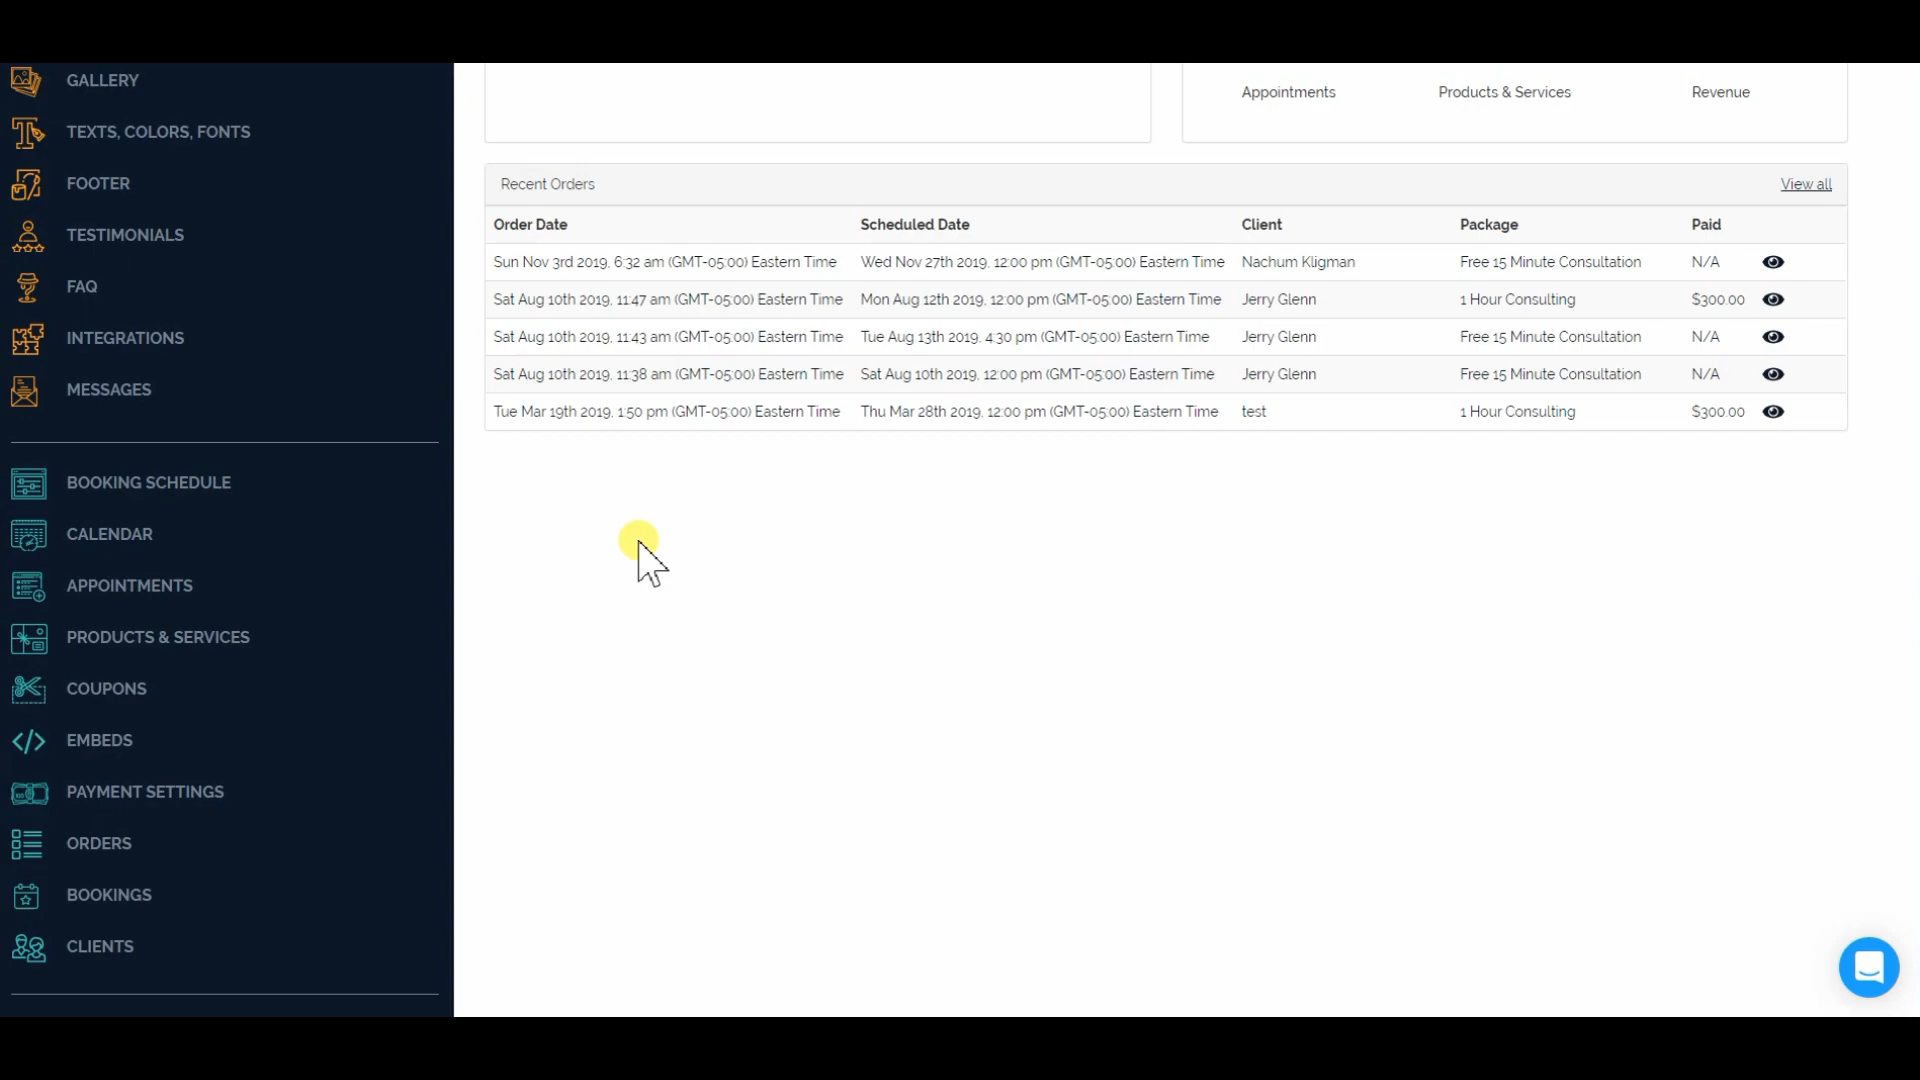 GALLERY
TEXTS, COLORS, FONTS
FOOTER
TESTIMONIALS
FAQ
INTEGRATIONS
MESSAGES
BOOKING SCHEDULE
CALENDAR
APPOINTMENTS
PRODUCTS & SERVICES
COUPONS
EMBEDS
PAYMENT SETTINGS
ORDERS
BOOKINGS
CLIENTS
Appointments Products & Services Revenue
Recent Orders View all
Order Date Scheduled Date Client Package Paid
Sun Nov 3rd 2019, 6:32 am (GMT-05:00) Eastern Time Wed Nov 27th 2019, 12:00 pm (GMT-05:00) Eastern Time Nachum Kligman Free 15 Minute Consultation N/A
Sat Aug 10th 2019, 11:47 am (GMT-05:00) Eastern Time Mon Aug 12th 2019, 12:00 pm (GMT-05:00) Eastern Time Jerry Glenn 1 Hour Consulting $300.00
Sat Aug 10th 2019, 11:43 am (GMT-05:00) Eastern Time Tue Aug 13th 2019, 4:30 pm (GMT-05:00) Eastern Time Jerry Glenn Free 15 Minute Consultation N/A
Sat Aug 10th 2019, 11:38 am (GMT-05:00) Eastern Time Sat Aug 10th 2019, 12:00 pm (GMT-05:00) Eastern Time Jerry Glenn Free 15 Minute Consultation N/A
Tue Mar 19th 2019, 1:50 pm (GMT-05:00) Eastern Time Thu Mar 28th 2019, 12:00 pm (GMT-05:00) Eastern Time test 1 Hour Consulting $300.00